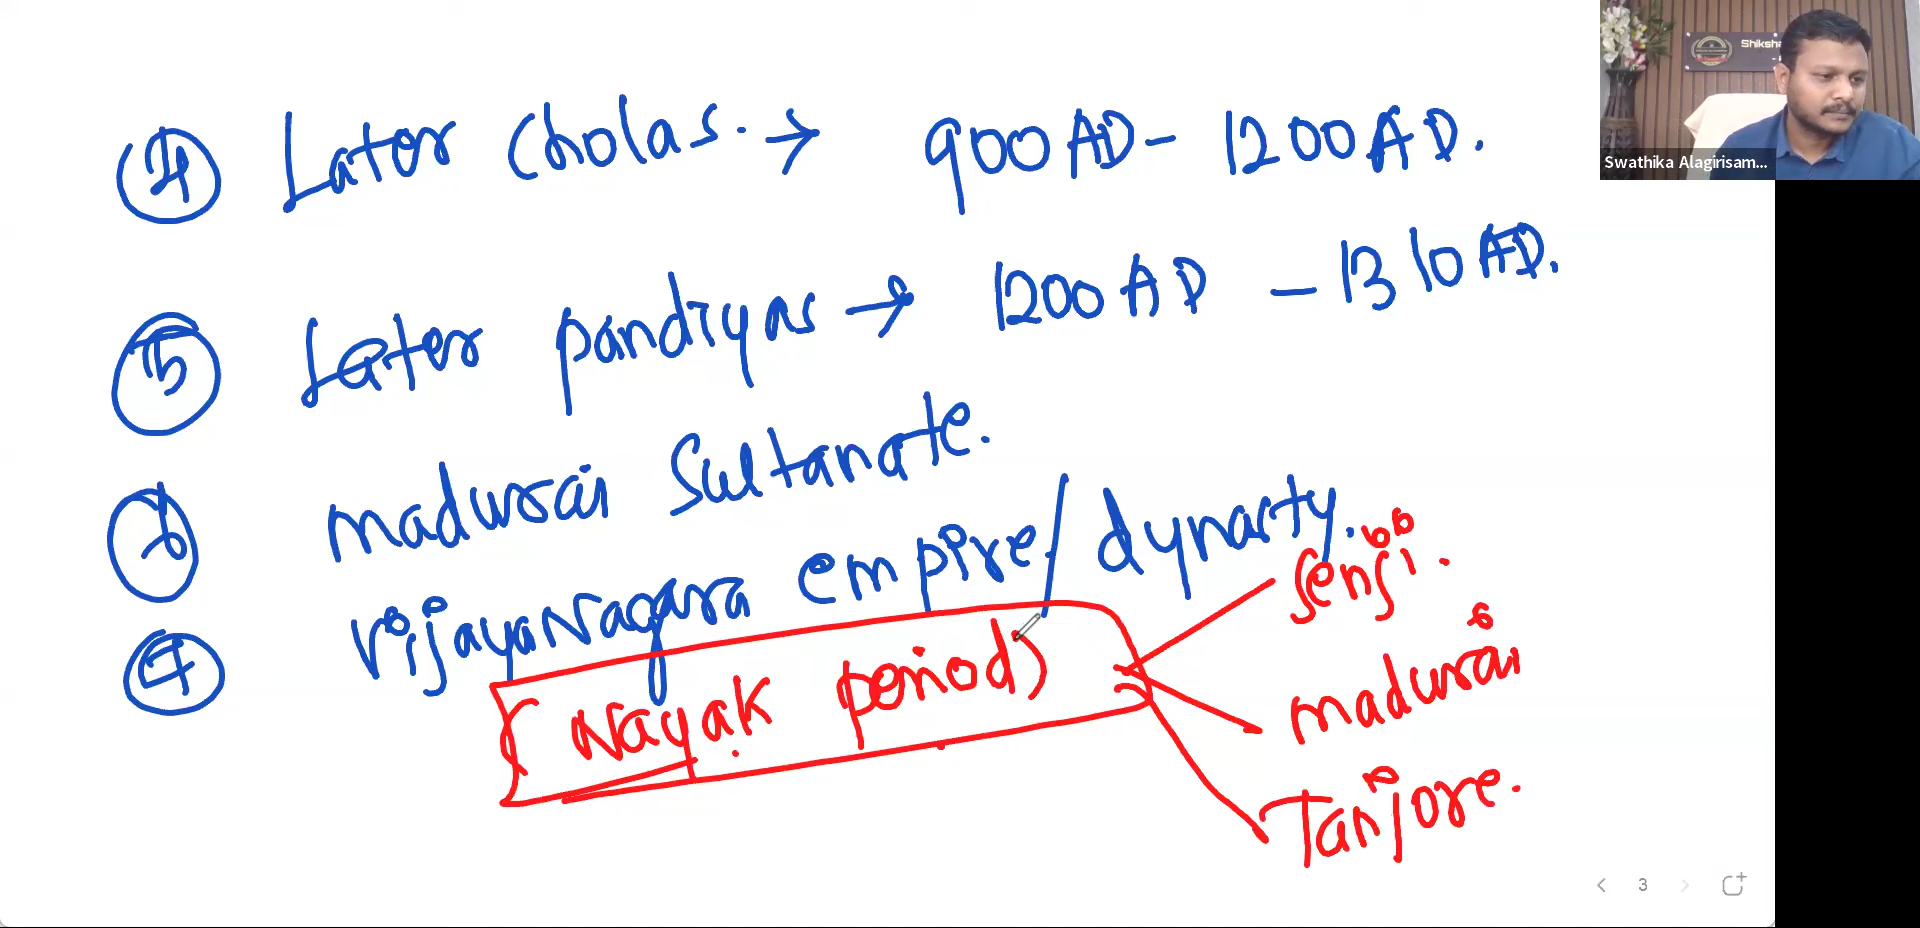 ④ Later Cholas. → 900 AD - 1200 AD.
⑤ Later pandiyas → 1200 AD - 1310 AD.
⑥ madurai Sultanate.
⑦ Vijayanagara empire / dynasty.
(Nayak period)
Senji.
madurai
Tanjore.
Shiksha
Swathika Alagirisam...
3